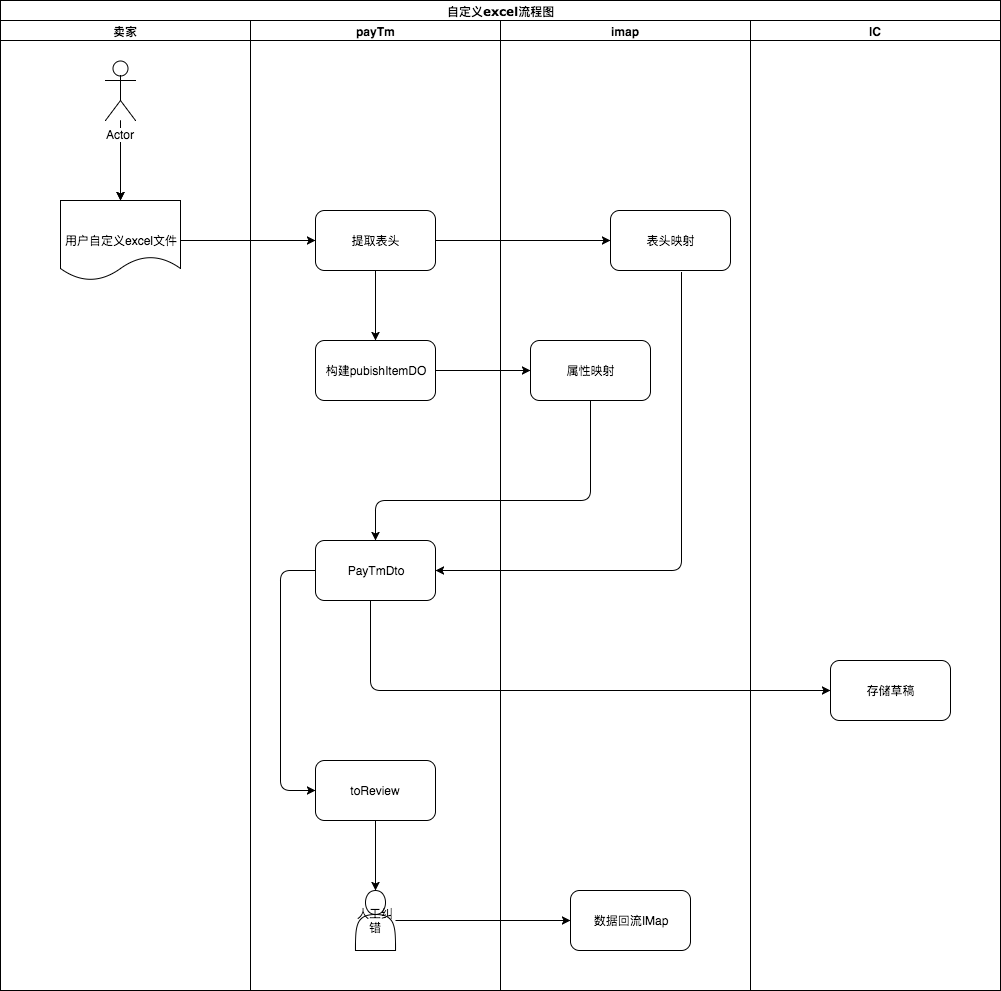 自定义excel流程图
卖家
payTm
imap
IC
Actor
用户自定义excel文件
提取表头
表头映射
构建pubishItemDO
属性映射
PayTmDto
存储草稿
toReview
人工纠
错
数据回流IMap